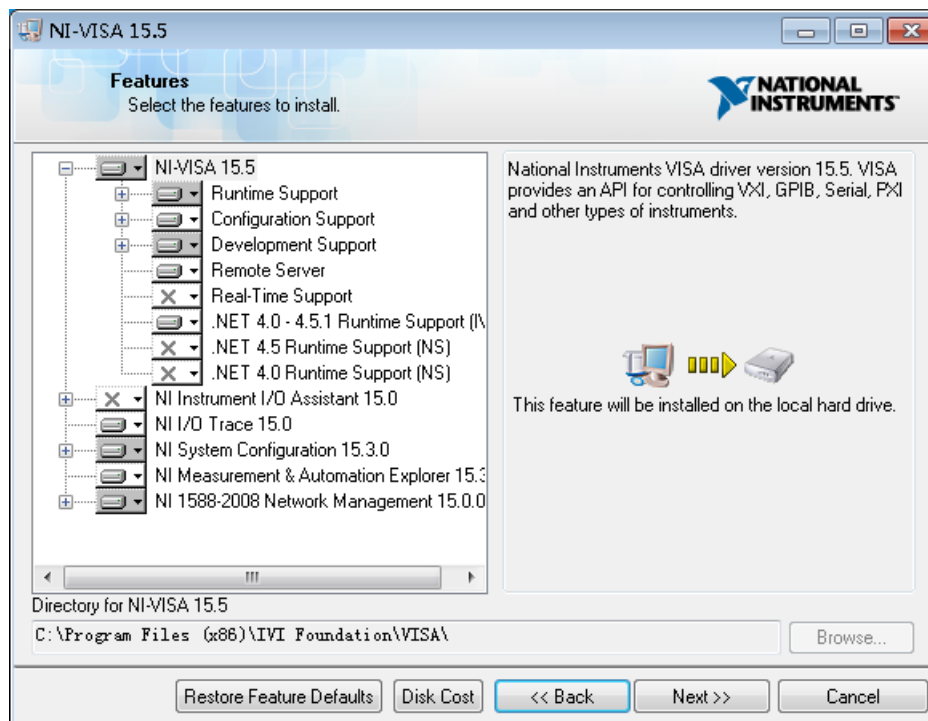 NI-VISA 15.5
Features
Select the features to install.
NATIONAL
INSTRUMENTS
NI-VISA 15.5
Runtime Support
Configuration Support
Development Support
Remote Server
Real-Time Support
.NET 4.0 - 4.5.1 Runtime Support (I\
.NET 4.5 Runtime Support (NS)
.NET 4.0 Runtime Support (NS)
NI Instrument I/O Assistant 15.0
NI I/O Trace 15.0
NI System Configuration 15.3.0
NI Measurement & Automation Explorer 15.3
NI 1588-2008 Network Management 15.0.0
National Instruments VISA driver version 15.5. VISA
provides an API for controlling VXI, GPIB, Serial, PXI
and other types of instruments.
This feature will be installed on the local hard drive.
Directory for NI-VISA 15.5
C:\Program Files (x86)\IVI Foundation\VISA\
Browse...
Restore Feature Defaults
Disk Cost
<< Back
Next >>
Cancel